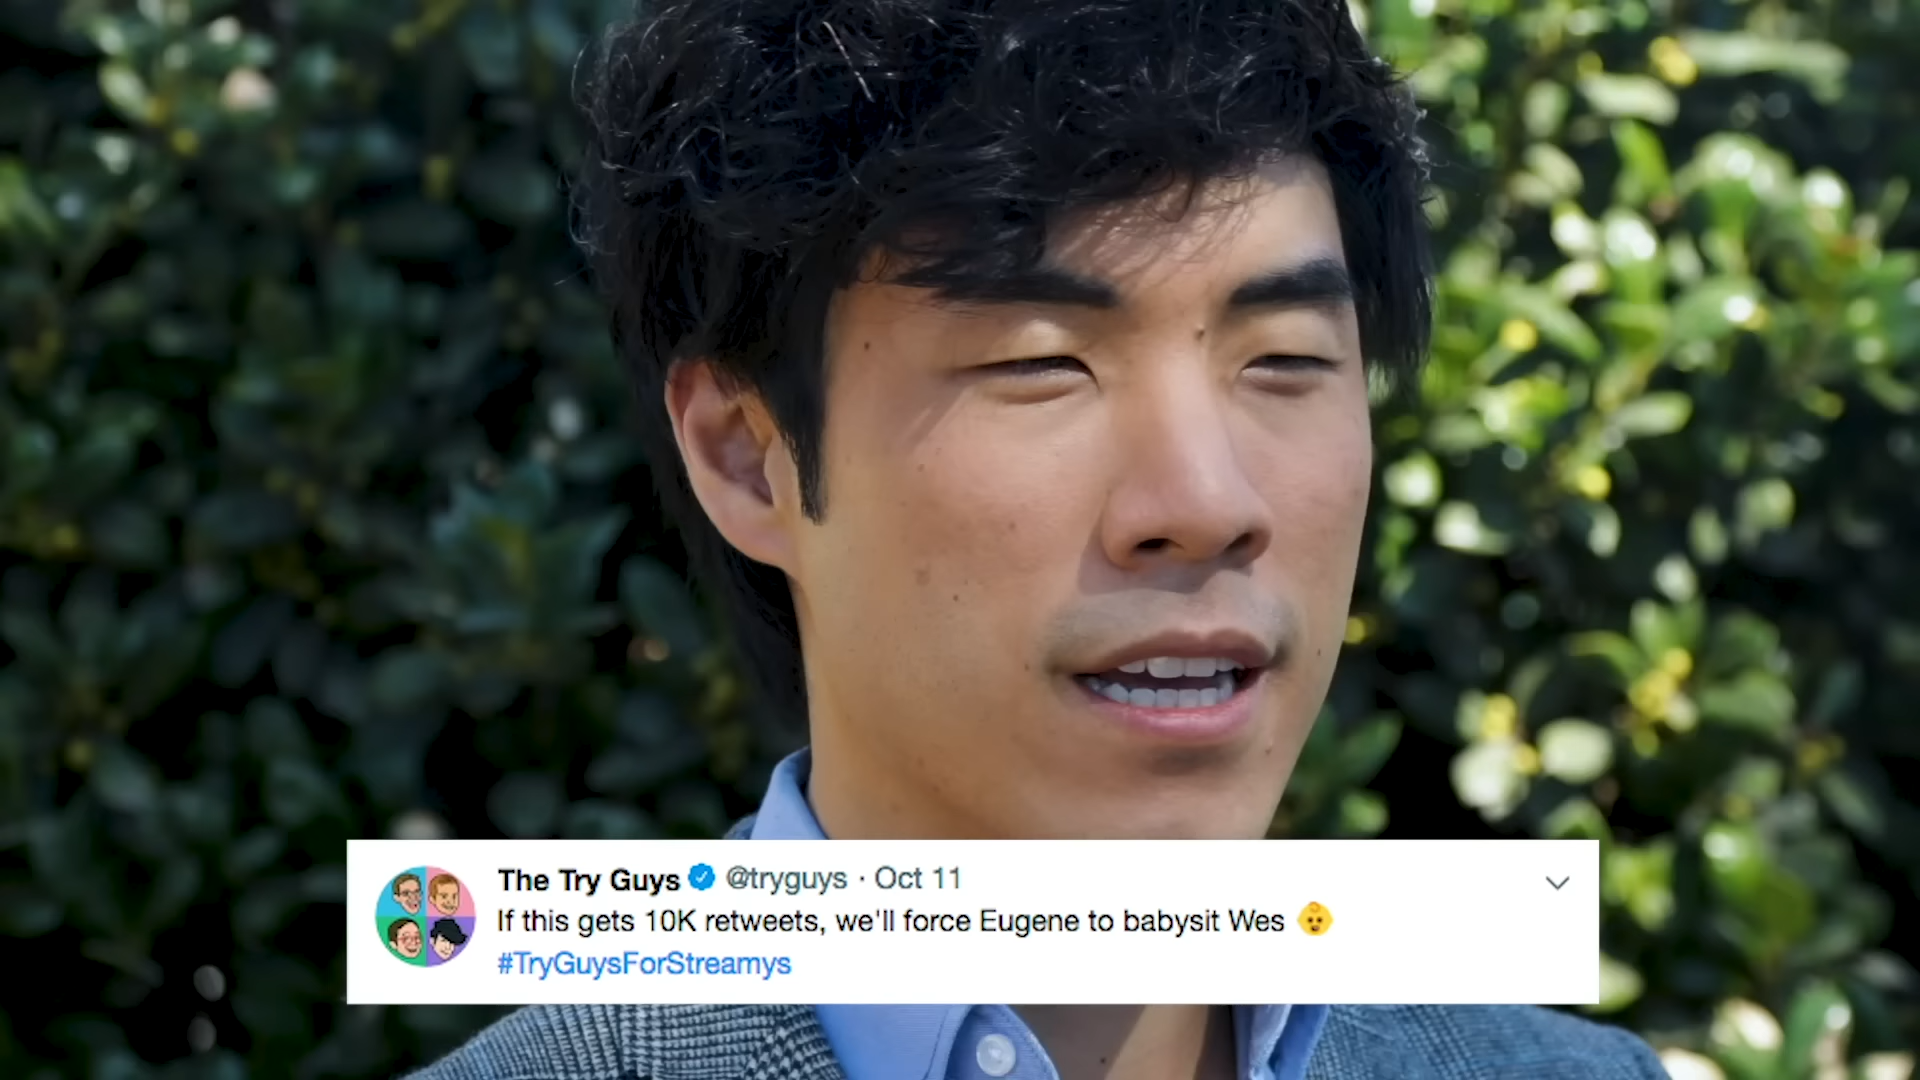 The Try Guys @tryguys · Oct 11
If this gets 10K retweets, we'll force Eugene to babysit Wes 👶
#TryGuysForStreamys